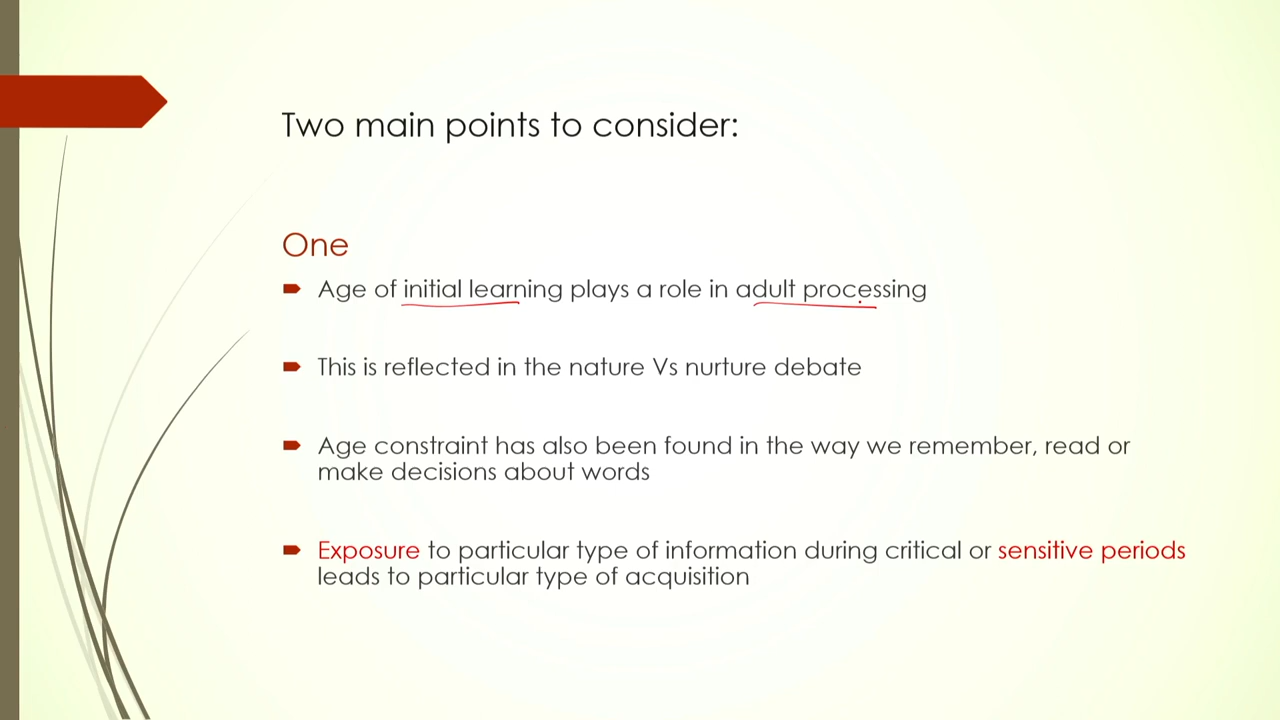 Two main points to consider:
One
Age of initial learning plays a role in adult processing
This is reflected in the nature Vs nurture debate
Age constraint has also been found in the way we remember, read or
make decisions about words
Exposure to particular type of information during critical or sensitive periods
leads to particular type of acquisition